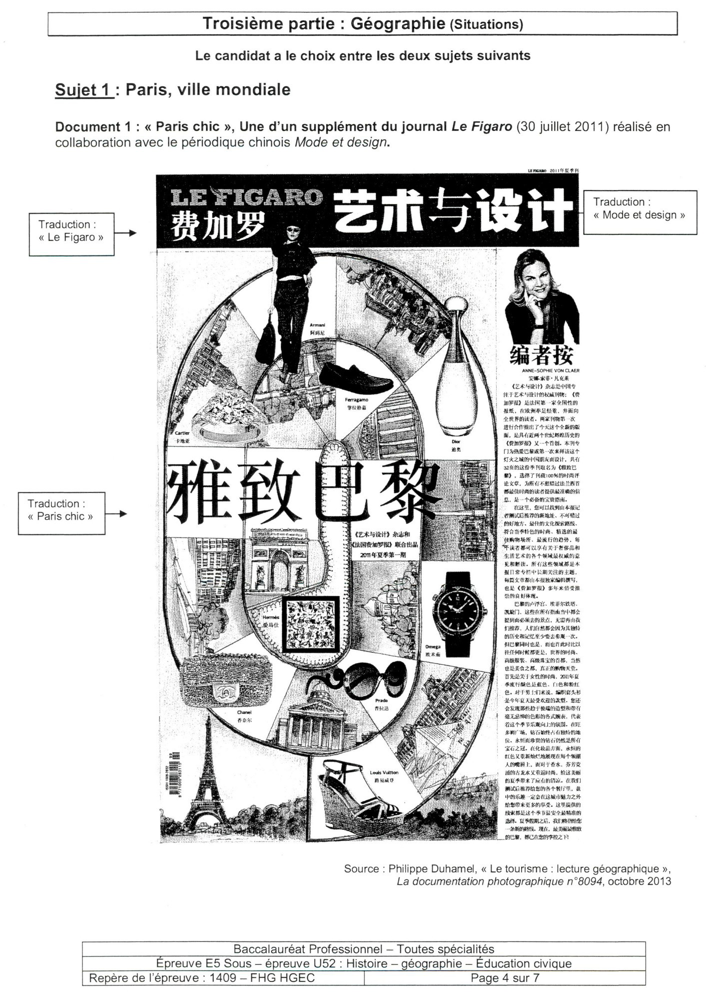 Troisième partie : Géographie (Situations)
Le candidat a le choix entre les deux sujets suivants
Sujet 1 : Paris, ville mondiale
Document 1 : « Paris chic », Une d'un supplément du journal Le Figaro (30 juillet 2011) réalisé en
collaboration avec le périodique chinois Mode et design.
LE FIGARO 2011年夏季刊
LE FIGARO
费加罗
艺术与设计
Traduction :
« Mode et design »
Traduction :
« Le Figaro »
Armani
阿玛尼
Ferragamo
菲拉格慕
Cartier
卡地亚
Dior
迪奥
雅致巴黎
Traduction :
« Paris chic »
《艺术与设计》杂志和
《法国费加罗报》联合出品
2011年夏季第一期
Hermès
爱马仕
Omega
欧米茄
Prada
普拉达
Chanel
香奈尔
Louis Vuitton
路易威登
编者按
ANNE-SOPHIE VON CLAER
安娜·索菲·凡克莱
《艺术与设计》杂志是中国专
注于艺术与设计的权威刊物；《费
加罗报》是法国第一家全国性的
报纸，在欧洲举足轻重，并面向
全世界的读者。两家刊物第一次
进行合作推出了今天这个全新的版
面，是具有近两个世纪辉煌历史的
《费加罗报》又一个首创。本刊专
门为热爱巴黎或第一次来拜访这个
灯火之城的中国朋友而设计，共有
32页的这份季刊取名为《雅致巴
黎》，选择了刊载100%的时尚评
论文章，为所有不想错过法兰西首
都最佳时尚的读者提供最准确的信
息，是一个必备的宝贵指南。
在这里，您可以找到由本报记
者测试后推荐的新地址、不可错过
的好地方、最佳的文化探索路线、
符合当季特色的时尚、精选的最
佳购物场所、最流行的趋势，每
个读者都可以享有关于奢侈品和
生活艺术的各个领域最权威的意
见和解读。所有这些领域都是本
报日常专栏中长期关注的主题，
每篇文章都由本报独家编辑撰写，
也是《费加罗报》多年来倍受推
崇的良好体现。
巴黎的卢浮宫、埃菲尔铁塔、
凯旋门，这些在所有指南当中都会
提到而必须去的景点，无需再由我
们推荐，人们自然都会因为其独特
的历史和记忆至少要去参观一次。
但巴黎同时也是，而也许此时比以
往任何时候都更是，世界的时尚、
高级服装、高级珠宝的首都，当然
也是美食之都，真正的购物天堂。
首先是关于女性的时尚，2011年夏
季流行颜色是蓝色、白色和粉红
色。对于男士们来说，编织套头衫
是今年夏天最受欢迎的款型。您还
会发现那些趋于极端的造型和带有
毫无忌惮的色彩的各式腕表，代表
着这个季节乐观向上的氛围。在旺
多姆广场，钻石始终占有独特的地
位。永恒而珍贵的钻石仍然是所有
宝石之冠。在化妆品方面，永恒的
红色又重新灿烂地展现在每个领潮
人的嘴唇上，而对于香水，芬芳克
的古龙水又重返时尚，给这美丽
的夏季带来了应有的清凉。在我们
测试后推荐给您的各个餐厅里，盘
中的乐趣一定会在这城市魅力之外
给您带来更多的享受。这里提供的
线索都是这个季节最安全最精准的
选择。夏季假期之后，我们将指给您
一条新的路线。现在，最美丽最雅致
的巴黎，都已在您的掌控之下!
Source : Philippe Duhamel, « Le tourisme : lecture géographique »,
La documentation photographique n°8094, octobre 2013
Baccalauréat Professionnel – Toutes spécialités
Épreuve E5 Sous – épreuve U52 : Histoire – géographie – Éducation civique
Repère de l'épreuve : 1409 – FHG HGEC
Page 4 sur 7